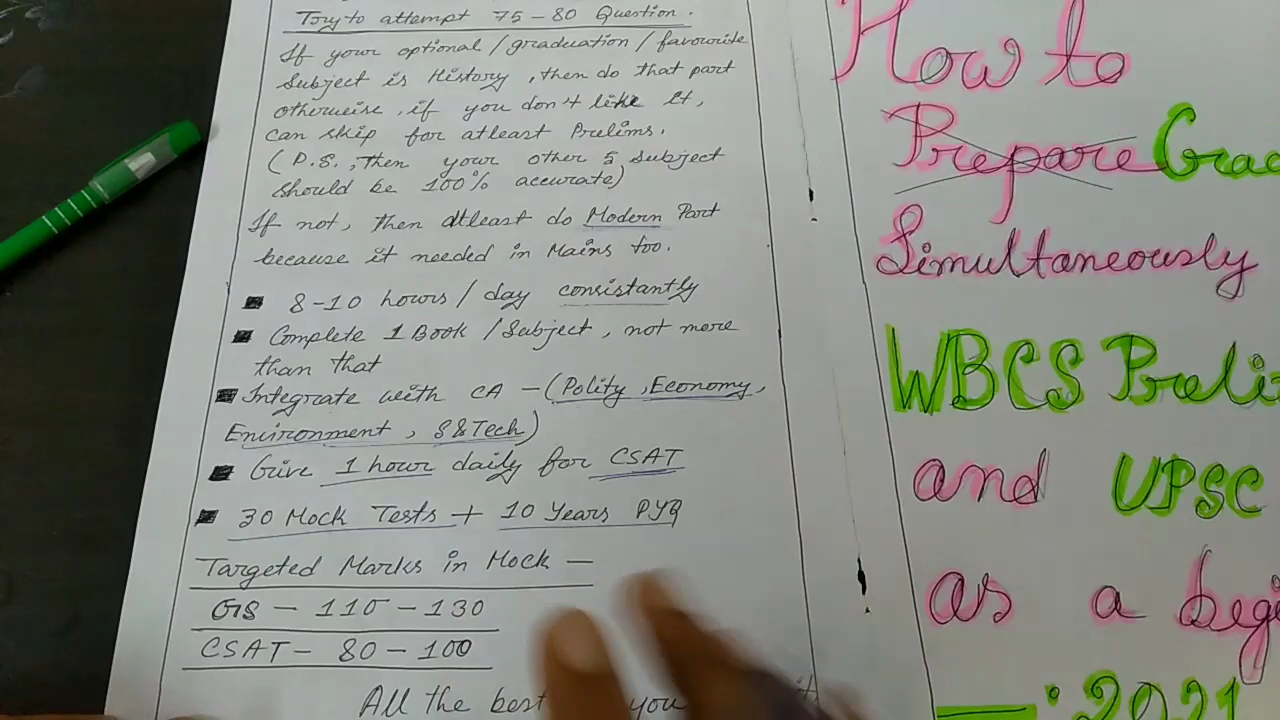 Try to attempt 75 - 80 Question.
If your optional / graduation / favourite
subject is History, then do that part
otherweise, if you don't like it,
can skip for atleast Prelims.
(P.S., then your other 5 subject
should be 100% accurate)
If not, then atleast do Modern Part
because it needed in Mains too.
8-10 hours / day consistantly
Complete 1 Book / Subject, not more
than that
Integrate with CA - (Polity, Economy,
Environment, S&Tech)
Give 1 hour daily for CSAT
30 Mock Tests + 10 Years PYQ
Targeted Marks in Mock —
GS - 110 - 130
CSAT - 80 - 100
All the best you
How to
Prepare Crac
Simultaneously
WBCS Preli
and UPSC
as a begi
—: 2021